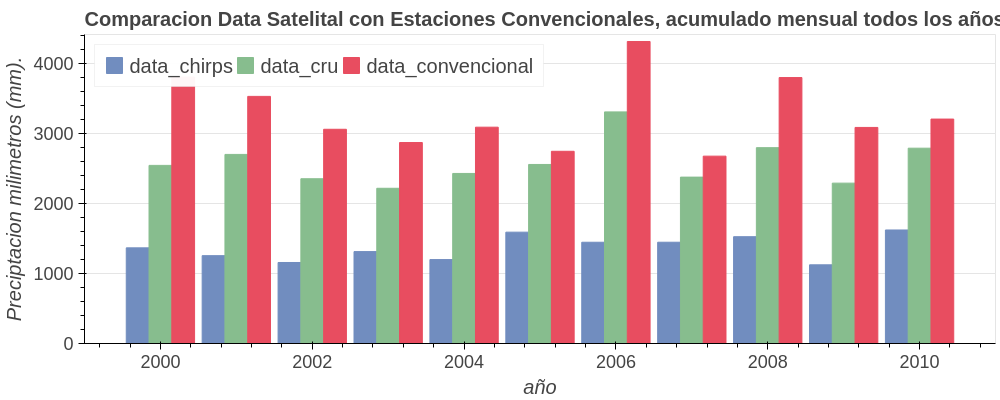 Comparacion Data Satelital con Estaciones Convencionales, acumulado mensual todos los años
data_chirps data_cru data_convencional
Preciptacion milimetros (mm).
4000
3000
2000
1000
0
2000 2002 2004 2006 2008 2010
año